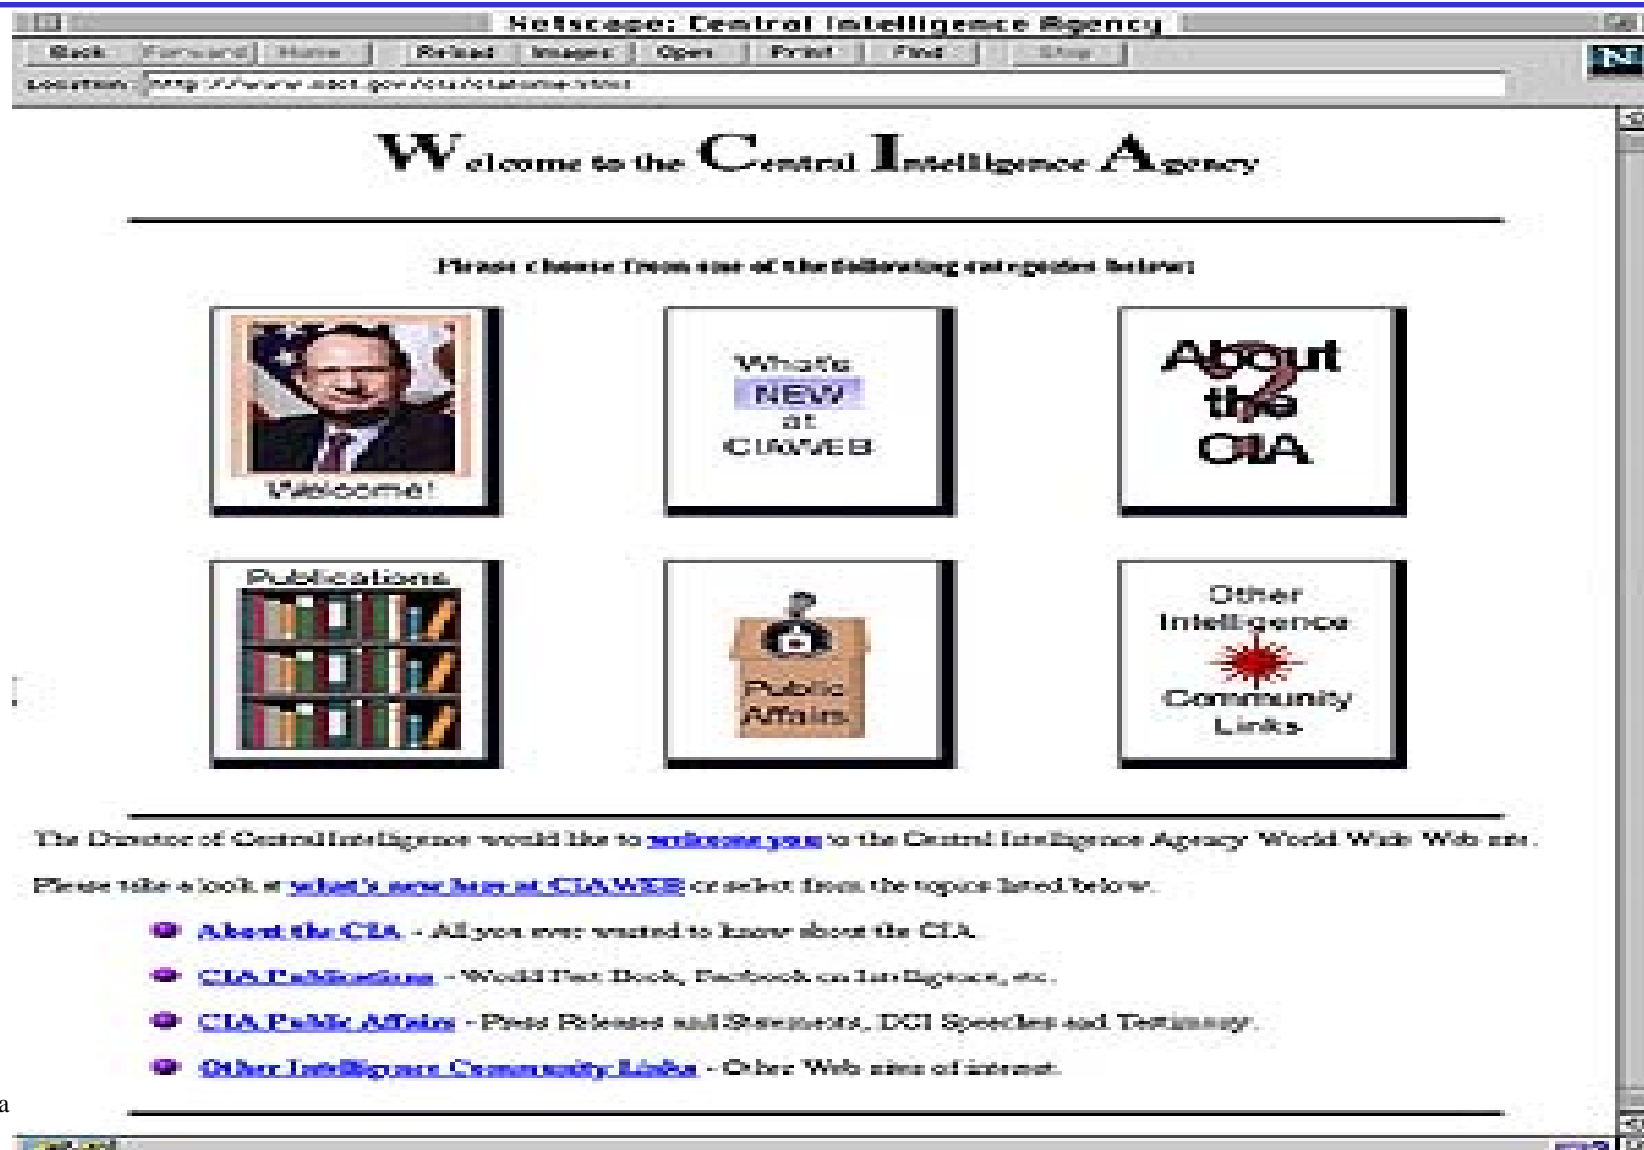 Netscape: Central Intelligence Agency
Back Forward Home Reload Images Open Print Find Stop
Location:
Welcome to the Central Intelligence Agency
Please choose from one of the following categories below:
Welcome!
What's
NEW
at
CIAWEB
About
the
CIA
Publications
Public
Affairs
Other
Intelligence
Community
Links
The Director of Central Intelligence would like to welcome you to the Central Intelligence Agency World Wide Web site.
Please take a look at what's new here at CIAWEB or select from the topics listed below.
About the CIA - All you ever wanted to know about the CIA.
CIA Publications - World Fact Book, Factbook on Intelligence, etc.
CIA Public Affairs - Press Releases and Statements, DCI Speeches and Testimony.
Other Intelligence Community Links - Other Web sites of interest.
a